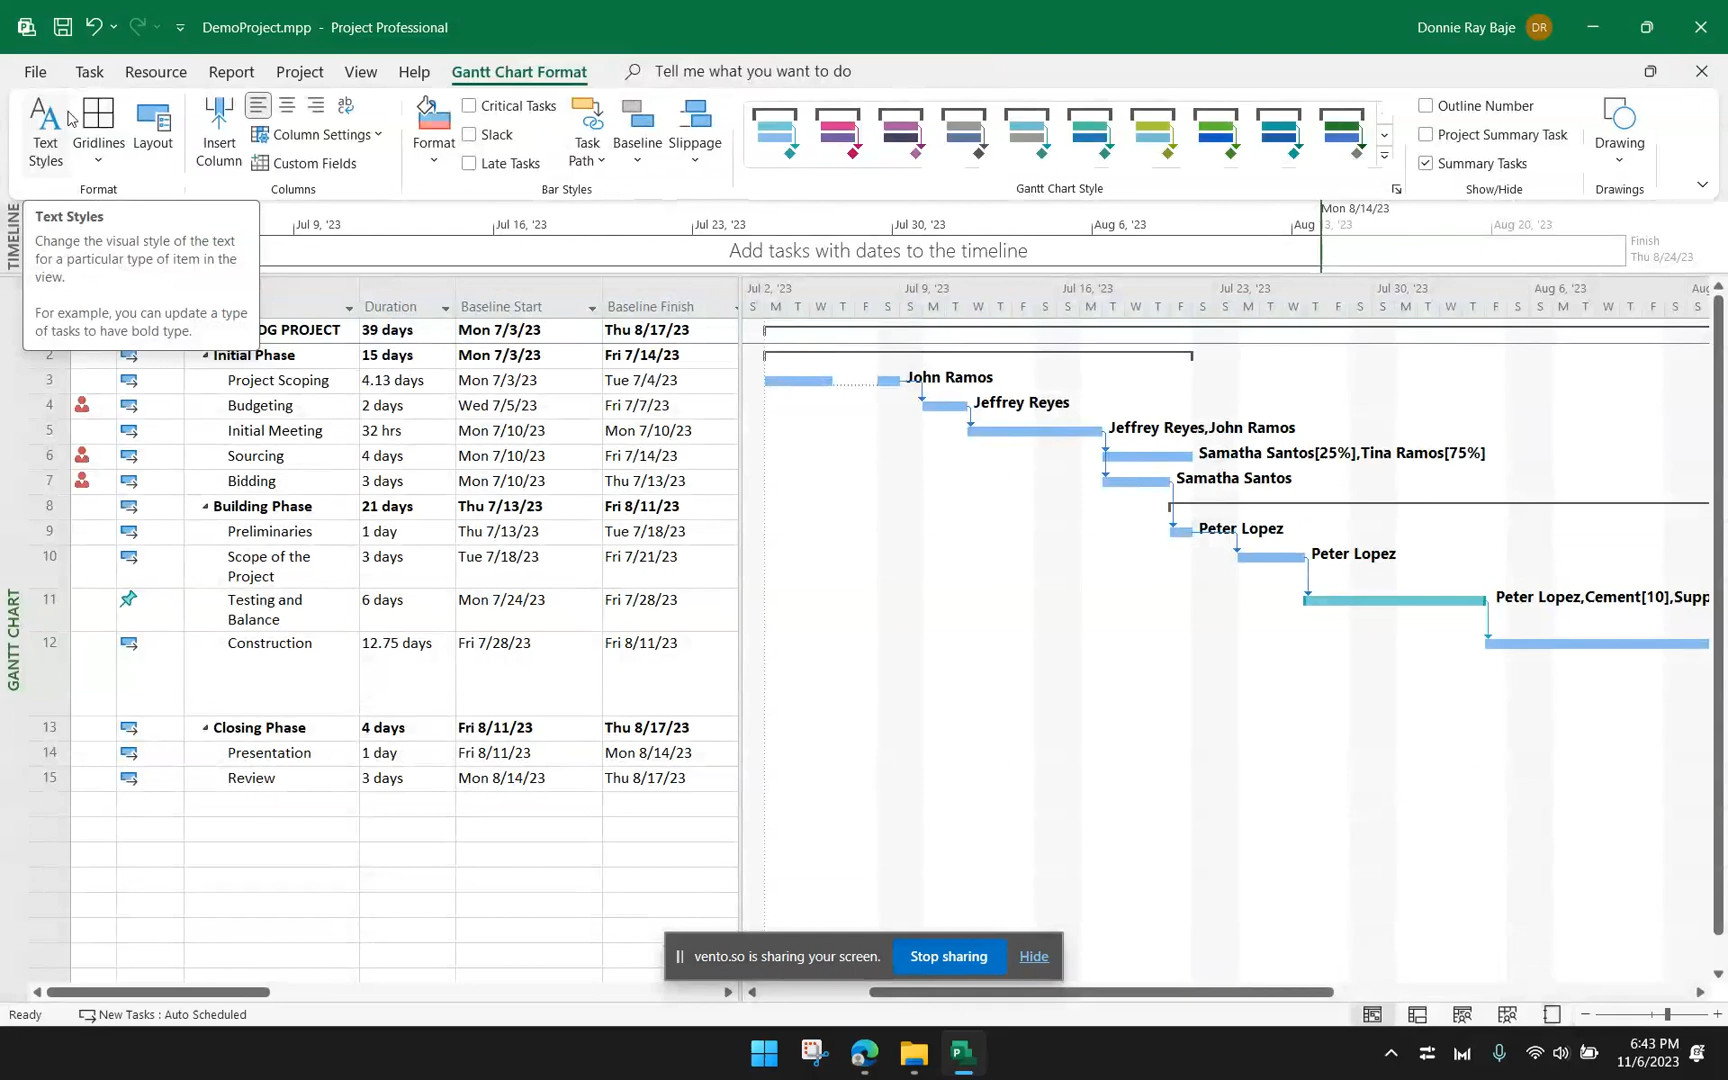 DemoProject.mpp - Project Professional
Donnie Ray Baje DR
File Task Resource Report Project View Help Gantt Chart Format Tell me what you want to do
Text Styles
Gridlines
Layout
Format
Insert Column
Column Settings
Custom Fields
Columns
Format
Critical Tasks
Slack
Late Tasks
Task Path
Baseline
Slippage
Bar Styles
Gantt Chart Style
Outline Number
Project Summary Task
Summary Tasks
Show/Hide
Drawing
Drawings
Text Styles
Change the visual style of the text
for a particular type of item in the
view.
For example, you can update a type
of tasks to have bold type.
TIMELINE
Mon 8/14/23
Jul 9, '23 Jul 16, '23 Jul 23, '23 Jul 30, '23 Aug 6, '23 Aug 3, '23 Aug 20, '23
Add tasks with dates to the timeline
Finish
Thu 8/24/23
GANTT CHART
Duration Baseline Start Baseline Finish
OG PROJECT 39 days Mon 7/3/23 Thu 8/17/23
2 Initial Phase 15 days Mon 7/3/23 Fri 7/14/23
3 Project Scoping 4.13 days Mon 7/3/23 Tue 7/4/23
4 Budgeting 2 days Wed 7/5/23 Fri 7/7/23
5 Initial Meeting 32 hrs Mon 7/10/23 Mon 7/10/23
6 Sourcing 4 days Mon 7/10/23 Fri 7/14/23
7 Bidding 3 days Mon 7/10/23 Thu 7/13/23
8 Building Phase 21 days Thu 7/13/23 Fri 8/11/23
9 Preliminaries 1 day Thu 7/13/23 Tue 7/18/23
10 Scope of the 3 days Tue 7/18/23 Fri 7/21/23
Project
11 Testing and 6 days Mon 7/24/23 Fri 7/28/23
Balance
12 Construction 12.75 days Fri 7/28/23 Fri 8/11/23
13 Closing Phase 4 days Fri 8/11/23 Thu 8/17/23
14 Presentation 1 day Fri 8/11/23 Mon 8/14/23
15 Review 3 days Mon 8/14/23 Thu 8/17/23
Jul 2, '23 Jul 9, '23 Jul 16, '23 Jul 23, '23 Jul 30, '23 Aug 6, '23 Au
S M T W T F S S M T W T F S S M T W T F S S M T W T F S S M T W T F S S M T W T F S S
John Ramos
Jeffrey Reyes
Jeffrey Reyes,John Ramos
Samatha Santos[25%],Tina Ramos[75%]
Samatha Santos
Peter Lopez
Peter Lopez
Peter Lopez,Cement[10],Supp
vento.so is sharing your screen. Stop sharing Hide
Ready New Tasks : Auto Scheduled
6:43 PM
11/6/2023